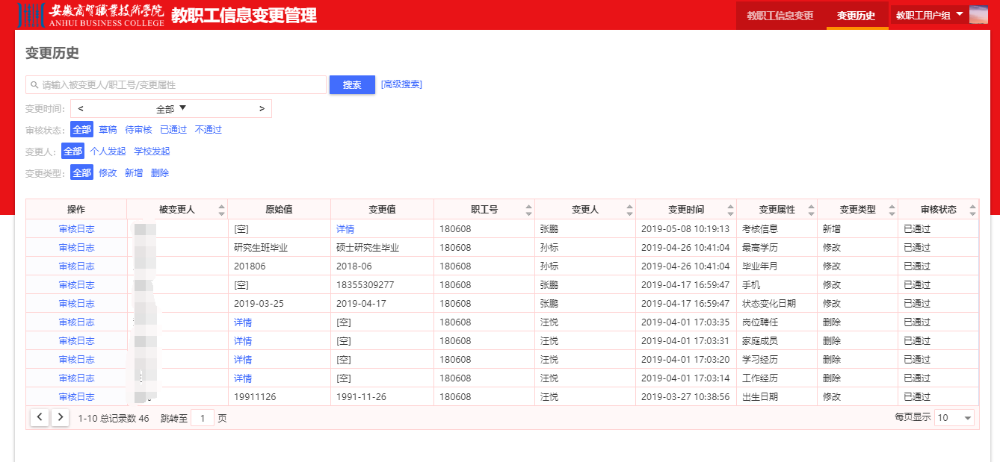 安徽商贸職業技術學院 教职工信息变更管理 教职工信息变更 变更历史 教职工用户组
ANHUI BUSINESS COLLEGE
变更历史
请输入被变更人/职工号/变更属性 搜索 [高级搜索]
变更时间: < 全部 >
审核状态: 全部 草稿 待审核 已通过 不通过
变更人: 全部 个人发起 学校发起
变更类型: 全部 修改 新增 删除
操作 被变更人 原始值 变更值 职工号 变更人 变更时间 变更属性 变更类型 审核状态
审核日志 [空] 详情 180608 张鹏 2019-05-08 10:19:13 考核信息 新增 已通过
审核日志 研究生班毕业 硕士研究生毕业 180608 孙标 2019-04-26 10:41:04 最高学历 修改 已通过
审核日志 201806 2018-06 180608 孙标 2019-04-26 10:41:04 毕业年月 修改 已通过
审核日志 [空] 18355309277 180608 张鹏 2019-04-17 16:59:47 手机 修改 已通过
审核日志 2019-03-25 2019-04-17 180608 张鹏 2019-04-17 16:59:47 状态变化日期 修改 已通过
审核日志 详情 [空] 180608 汪悦 2019-04-01 17:03:35 岗位聘任 删除 已通过
审核日志 详情 [空] 180608 汪悦 2019-04-01 17:03:31 家庭成员 删除 已通过
审核日志 详情 [空] 180608 汪悦 2019-04-01 17:03:20 学习经历 删除 已通过
审核日志 详情 [空] 180608 汪悦 2019-04-01 17:03:14 工作经历 删除 已通过
审核日志 19911126 1991-11-26 180608 汪悦 2019-03-27 10:38:56 出生日期 修改 已通过
< > 1-10 总记录数 46 跳转至 1 页 每页显示 10